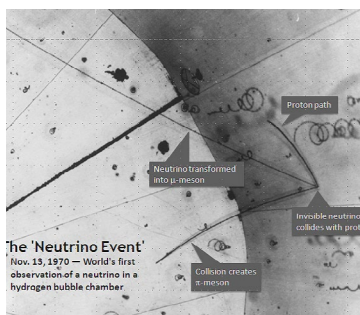 Proton path
Neutrino transformed
into μ-meson
Invisible neutrino
collides with prot
The 'Neutrino Event'
Nov. 13, 1970 — World's first
observation of a neutrino in a
hydrogen bubble chamber
Collision creates
π-meson